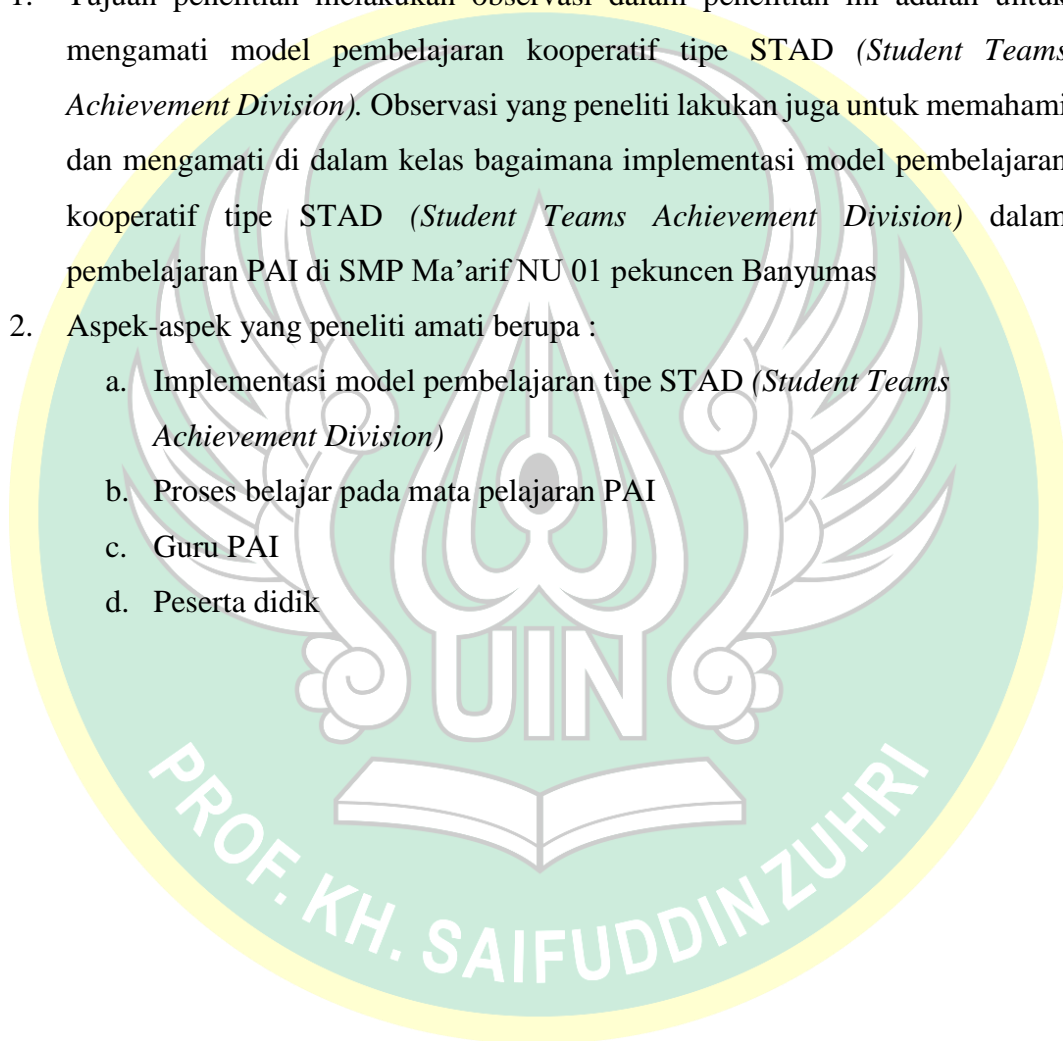 1. Tujuan penelitian melakukan observasi dalam penelitian ini adalah untuk
mengamati model pembelajaran kooperatif tipe STAD (Student Teams
Achievement Division). Observasi yang peneliti lakukan juga untuk memahami
dan mengamati di dalam kelas bagaimana implementasi model pembelajaran
kooperatif tipe STAD (Student Teams Achievement Division) dalam
pembelajaran PAI di SMP Ma’arif NU 01 pekuncen Banyumas
2. Aspek-aspek yang peneliti amati berupa :
a. Implementasi model pembelajaran tipe STAD (Student Teams
Achievement Division)
b. Proses belajar pada mata pelajaran PAI
c. Guru PAI
d. Peserta didik
UIN
PROF. KH. SAIFUDDIN ZUHRI